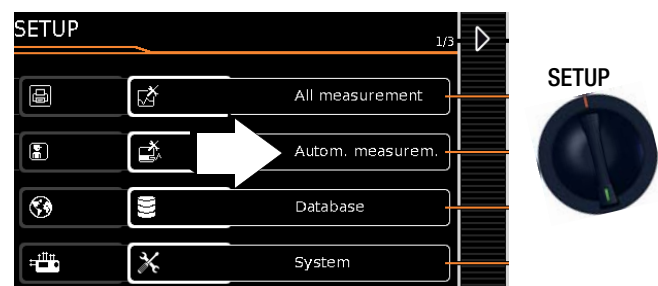 SETUP
1/3
SETUP
All measurement
Autom. measurem.
Database
System